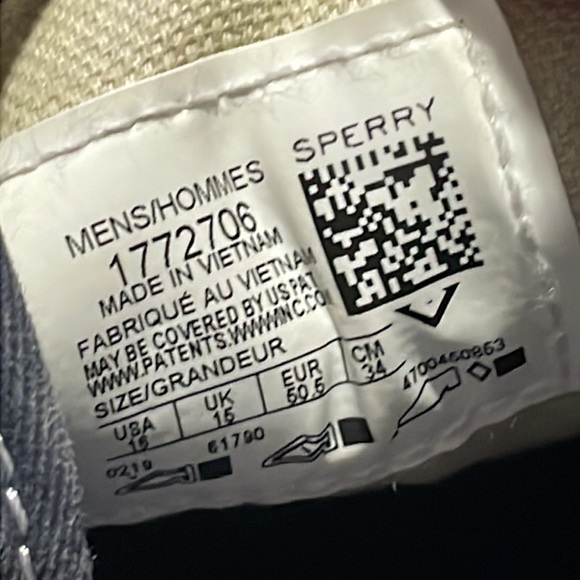 SPERRY
MENS/HOMMES
1772706
MADE IN VIETNAM
FABRIQUÉ AU VIETNAM
MAY BE COVERED BY US PAT.
WWW.PATENTS.WWWINC.COM
SIZE/GRANDEUR
USA UK EUR CM
15 15 50.5 34
0219 61790 4700460863